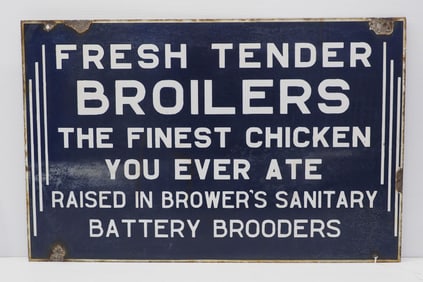 FRESH TENDER
BROILERS
THE FINEST CHICKEN
YOU EVER ATE
RAISED IN BROWER'S SANITARY
BATTERY BROODERS